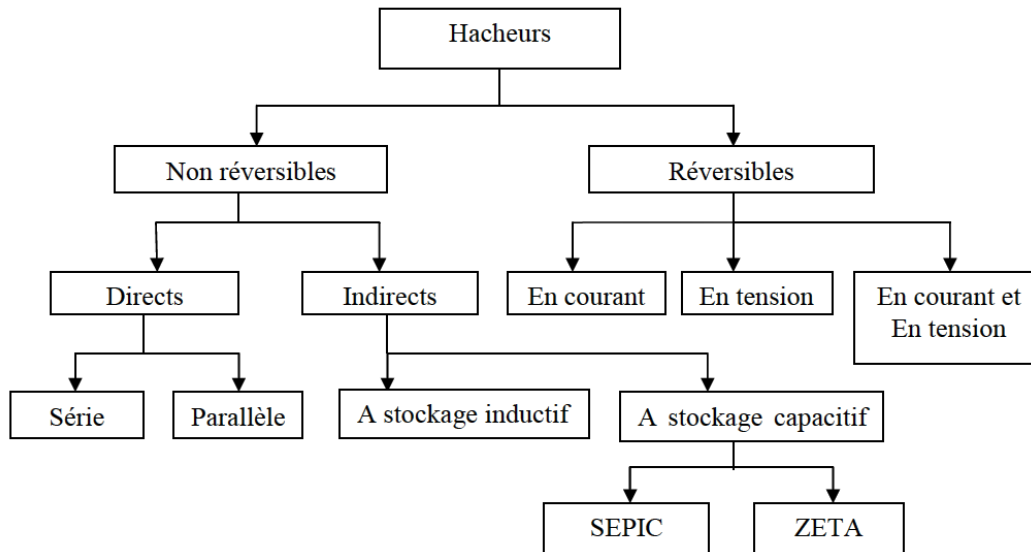 Hacheurs
Non réversibles
Réversibles
Directs
Indirects
En courant
En tension
En courant et
En tension
Série
Parallèle
A stockage inductif
A stockage capacitif
SEPIC
ZETA